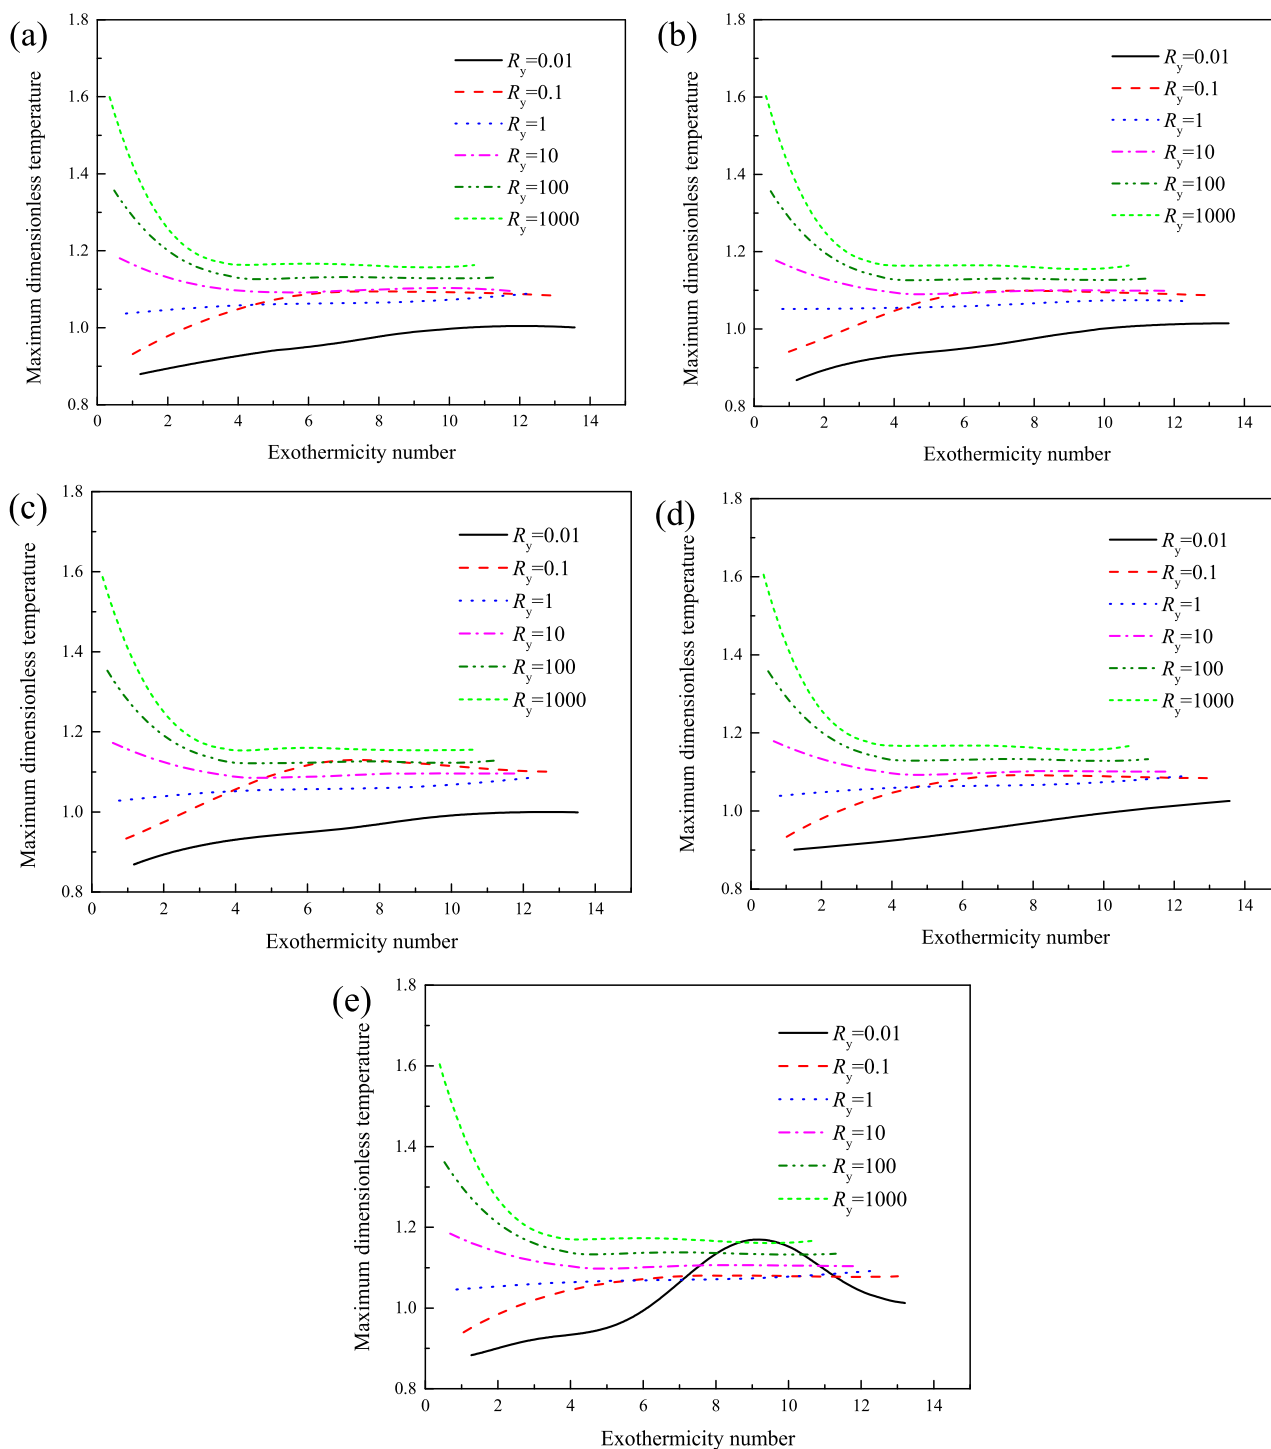 (a)
1.8
1.6
1.4
1.2
1.0
0.8
Maximum dimensionless temperature
0 2 4 6 8 10 12 14
Exothermicity number
Ry=0.01
Ry=0.1
Ry=1
Ry=10
Ry=100
Ry=1000
(b)
1.8
1.6
1.4
1.2
1.0
0.8
Maximum dimensionless temperature
0 2 4 6 8 10 12 14
Exothermicity number
Ry=0.01
Ry=0.1
Ry=1
Ry=10
Ry=100
Ry=1000
(c)
1.8
1.6
1.4
1.2
1.0
0.8
Maximum dimensionless temperature
0 2 4 6 8 10 12 14
Exothermicity number
Ry=0.01
Ry=0.1
Ry=1
Ry=10
Ry=100
Ry=1000
(d)
1.8
1.6
1.4
1.2
1.0
0.8
Maximum dimensionless temperature
0 2 4 6 8 10 12 14
Exothermicity number
Ry=0.01
Ry=0.1
Ry=1
Ry=10
Ry=100
Ry=1000
(e)
1.8
1.6
1.4
1.2
1.0
0.8
Maximum dimensionless temperature
0 2 4 6 8 10 12 14
Exothermicity number
Ry=0.01
Ry=0.1
Ry=1
Ry=10
Ry=100
Ry=1000